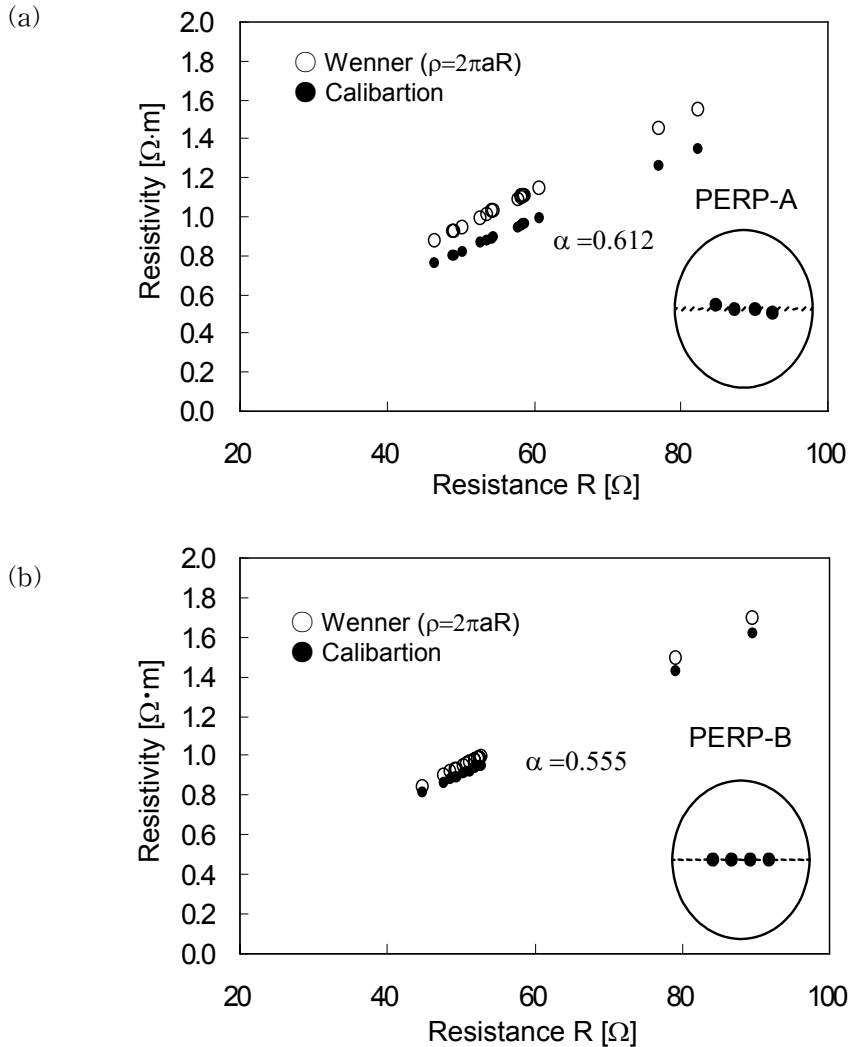 (a)
2.0
1.8
1.6
1.4
1.2
1.0
0.8
0.6
0.4
0.2
0.0
Resistivity [Ω·m]
Wenner (ρ=2πaR)
Calibartion
PERP-A
α=0.612
20 40 60 80 100
Resistance R [Ω]
(b)
2.0
1.8
1.6
1.4
1.2
1.0
0.8
0.6
0.4
0.2
0.0
Resistivity [Ω·m]
Wenner (ρ=2πaR)
Calibartion
PERP-B
α=0.555
20 40 60 80 100
Resistance R [Ω]